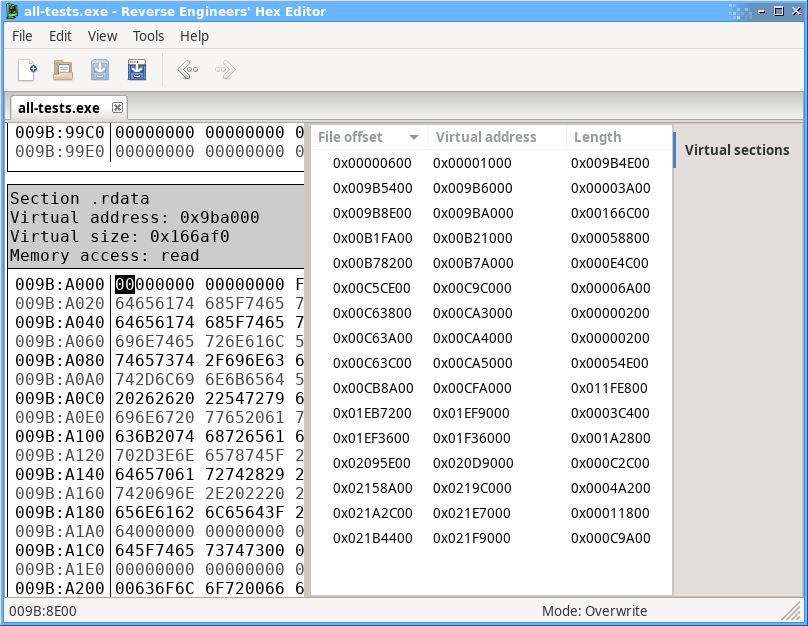 all-tests.exe - Reverse Engineers' Hex Editor
File Edit View Tools Help
all-tests.exe
009B:99C0 00000000 00000000 0
009B:99E0 00000000 00000000 0
Section .rdata
Virtual address: 0x9ba000
Virtual size: 0x166af0
Memory access: read
009B:A000 00000000 00000000 F
009B:A020 64656174 685F7465 7
009B:A040 64656174 685F7465 7
009B:A060 696E7465 726E616C 5
009B:A080 74657374 2F696E63 6
009B:A0A0 742D6C69 6E6B6564 5
009B:A0C0 20262620 22547279 6
009B:A0E0 696E6720 77652061 7
009B:A100 636B2074 68726561 6
009B:A120 702D3E6E 6578745F 2
009B:A140 64657061 72742829 2
009B:A160 7420696E 2E202220 2
009B:A180 656E6162 6C65643F 2
009B:A1A0 64000000 00000000 0
009B:A1C0 645F7465 73747300 0
009B:A1E0 00000000 00000000 0
009B:A200 00636F6C 6F720066 6
File offset Virtual address Length
0x00000600 0x00001000 0x009B4E00
0x009B5400 0x009B6000 0x00003A00
0x009B8E00 0x009BA000 0x00166C00
0x00B1FA00 0x00B21000 0x00058800
0x00B78200 0x00B7A000 0x000E4C00
0x00C5CE00 0x00C9C000 0x00006A00
0x00C63800 0x00CA3000 0x00000200
0x00C63A00 0x00CA4000 0x00000200
0x00C63C00 0x00CA5000 0x00054E00
0x00CB8A00 0x00CFA000 0x011FE800
0x01EB7200 0x01EF9000 0x0003C400
0x01EF3600 0x01F36000 0x001A2800
0x02095E00 0x020D9000 0x000C2C00
0x02158A00 0x0219C000 0x0004A200
0x021A2C00 0x021E7000 0x00011800
0x021B4400 0x021F9000 0x000C9A00
Virtual sections
009B:8E00
Mode: Overwrite